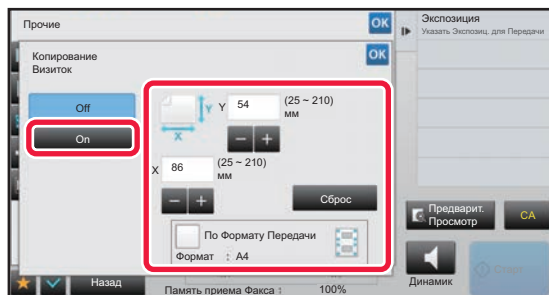 Прочие
OK
Экспозиция
Указать Экспозиц. для Передачи
Копирование
Визиток
OK
Off
On
Y
Y
54
(25 ~ 210)
мм
X
X
86
(25 ~ 210)
мм
Сброс
По Формату Передачи
Формат : A4
Предварит.
Просмотр
CA
Назад
Память приема Факса : 100%
Динамик
Старт